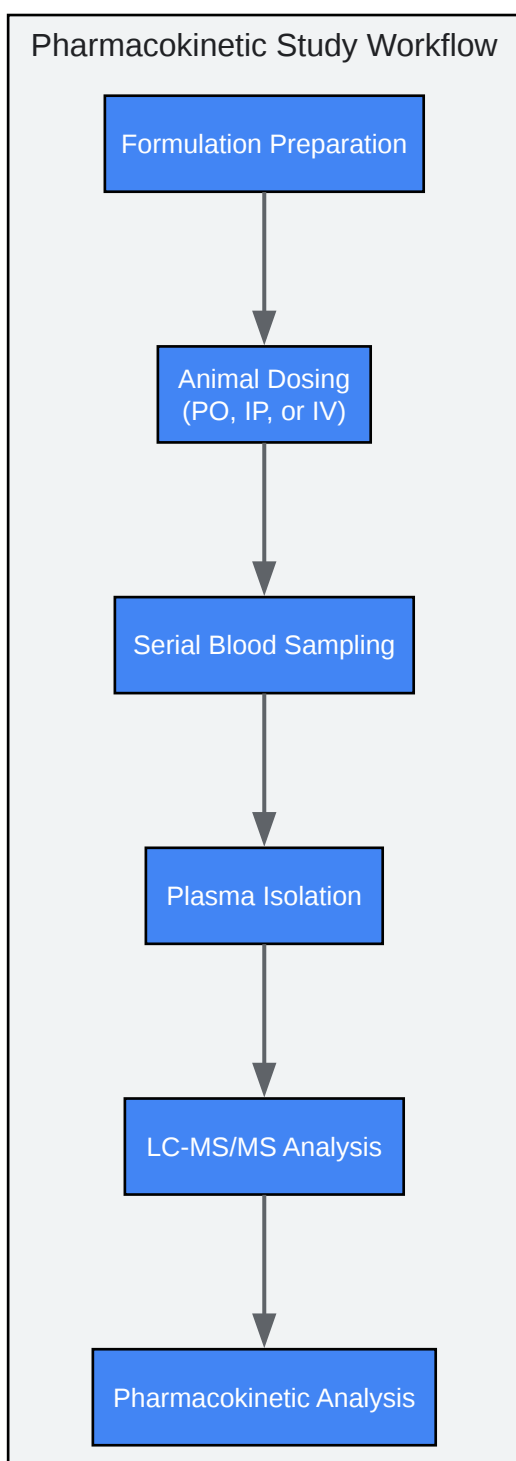 Pharmacokinetic Study Workflow
Formulation Preparation
Animal Dosing
(PO, IP, or IV)
Serial Blood Sampling
Plasma Isolation
LC-MS/MS Analysis
Pharmacokinetic Analysis